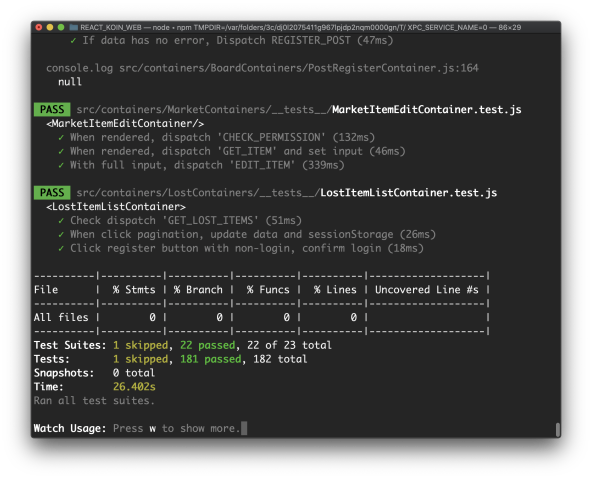 REACT_KOIN_WEB — node ◂ npm TMPDIR=/var/folders/3c/dj0l2075411g967lpjdp2nqm0000gn/T/ XPC_SERVICE_NAME=0 — 86×29
✓ If data has no error, Dispatch REGISTER_POST (47ms)
console.log src/containers/BoardContainers/PostRegisterContainer.js:164
null
PASS src/containers/MarketContainers/__tests__/MarketItemEditContainer.test.js
<MarketItemEditContainer/>
✓ When rendered, dispatch 'CHECK_PERMISSION' (132ms)
✓ When rendered, dispatch 'GET_ITEM' and set input (46ms)
✓ With full input, dispatch 'EDIT_ITEM' (339ms)
PASS src/containers/LostContainers/__tests__/LostItemListContainer.test.js
<LostItemListContainer>
✓ Check dispatch 'GET_LOST_ITEMS' (51ms)
✓ When click pagination, update data and sessionStorage (26ms)
✓ Click register button with non-login, confirm login (18ms)
----------|----------|----------|----------|----------|-------------------|
File      |  % Stmts | % Branch |  % Funcs |  % Lines | Uncovered Line #s |
----------|----------|----------|----------|----------|-------------------|
All files |        0 |        0 |        0 |        0 |                   |
----------|----------|----------|----------|----------|-------------------|
Test Suites: 1 skipped, 22 passed, 22 of 23 total
Tests:       1 skipped, 181 passed, 182 total
Snapshots:   0 total
Time:        26.402s
Ran all test suites.
Watch Usage: Press w to show more.